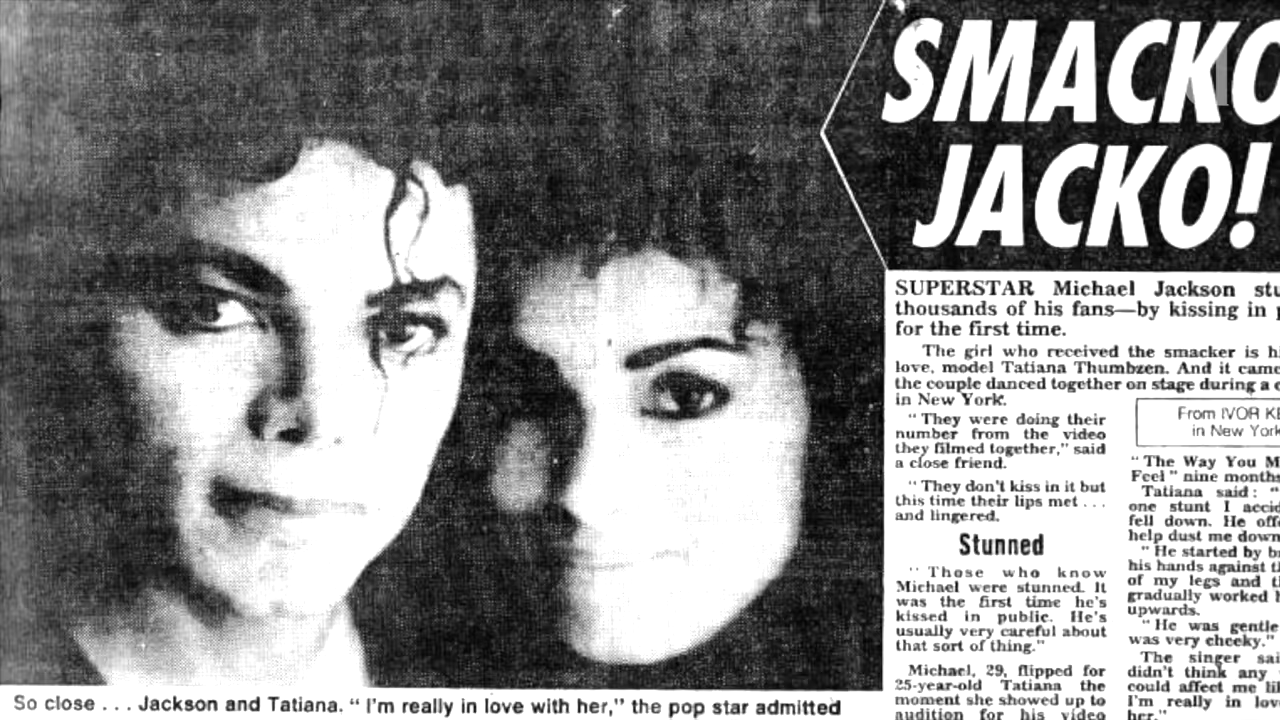 SMACKO
JACKO!
SUPERSTAR Michael Jackson
thousands of his fans—by kissing in
for the first time.
The girl who received the smacker is
love, model Tatiana Thumbzen. And it came
the couple danced together on stage during a
in New York.
" They were doing their
number from the video
they filmed together," said
a close friend.
" They don't kiss in it but
this time their lips met . . .
and lingered.
Stunned
" Those who know
Michael were stunned. It
was the first time he's
kissed in public. He's
usually very careful about
that sort of thing."
Michael, 29, flipped for
25-year-old Tatiana the
moment she showed up to
audition for his video
From IVOR
in New York
" The Way You
Feel " nine months
Tatiana said : "
one stunt I
fell down. He
help dust me down
" He started by
his hands against
of my legs and
gradually worked
upwards.
" He was gentle
was very cheeky."
The singer
didn't think any
could affect me
I'm really in
her."
So close . . . Jackson and Tatiana. " I'm really in love with her," the pop star admitted